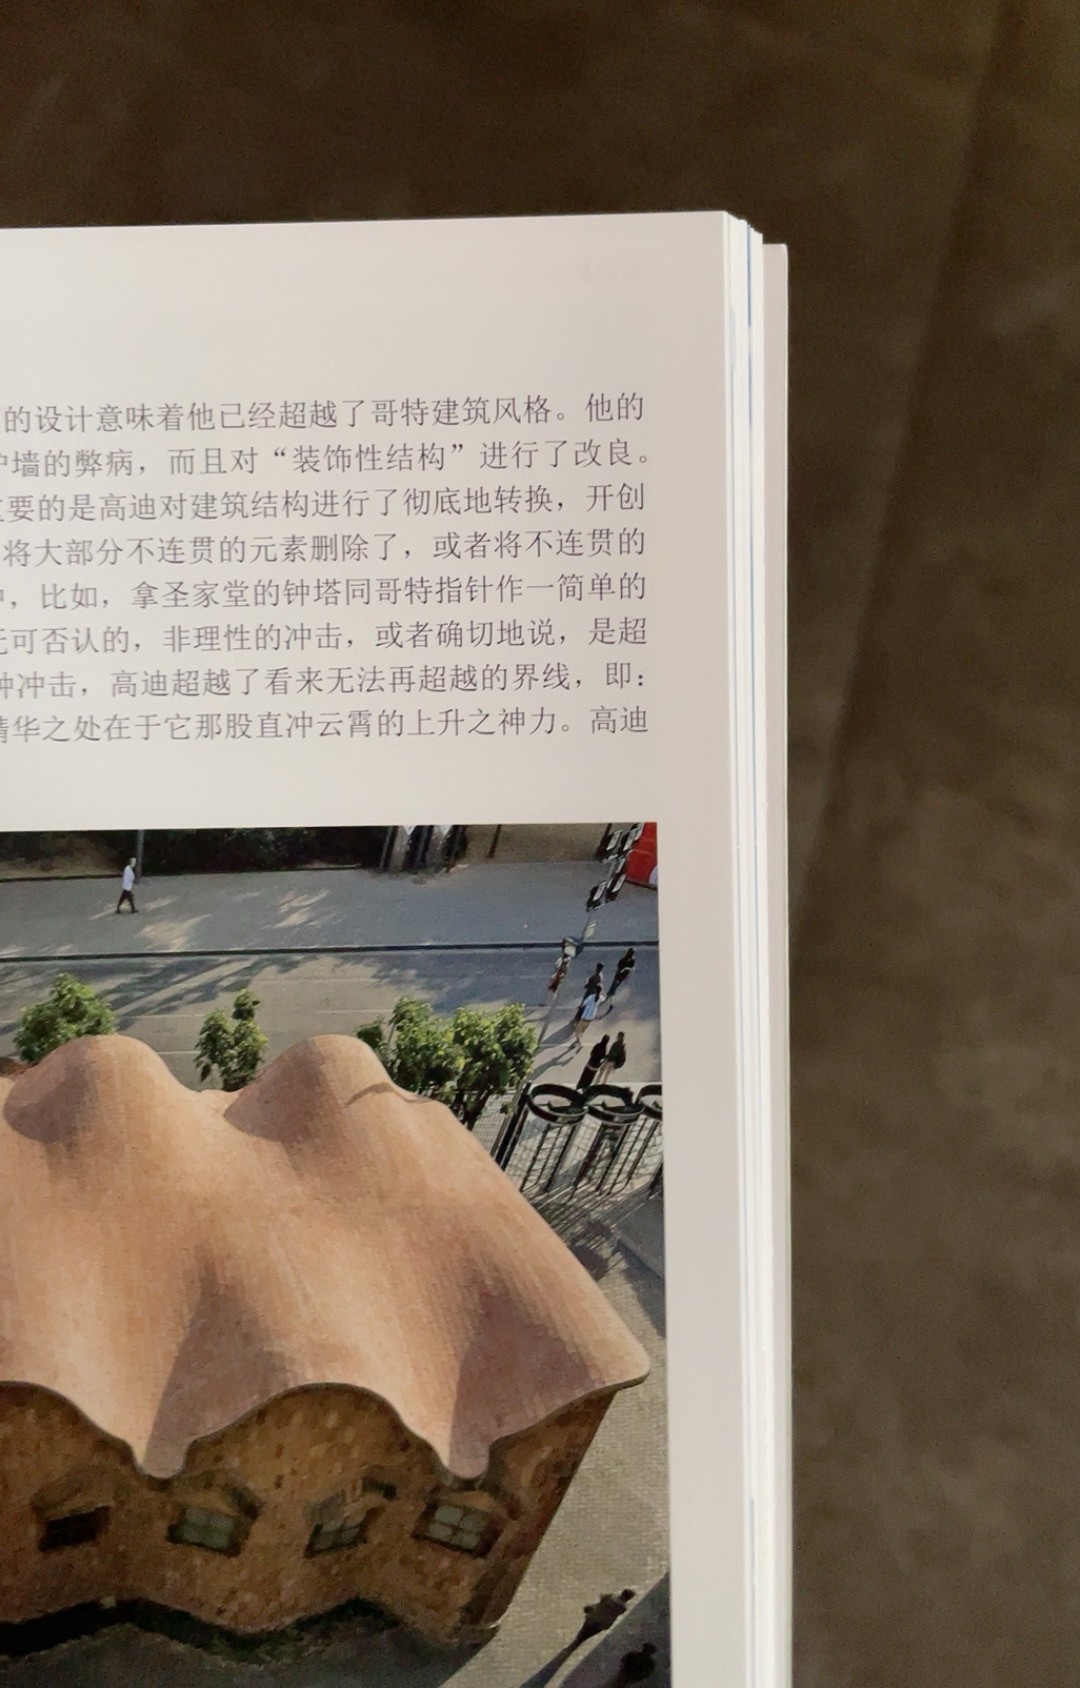 的设计意味着他已经超越了哥特建筑风格。他的
墙的弊病，而且对“装饰性结构”进行了改良。
要的是高迪对建筑结构进行了彻底地转换，开创
将大部分不连贯的元素删除了，或者将不连贯的
，比如，拿圣家堂的钟塔同哥特指针作一简单的
可否认的，非理性的冲击，或者确切地说，是超
冲击，高迪超越了看来无法再超越的界线，即：
精华之处在于它那股直冲云霄的上升之神力。高迪